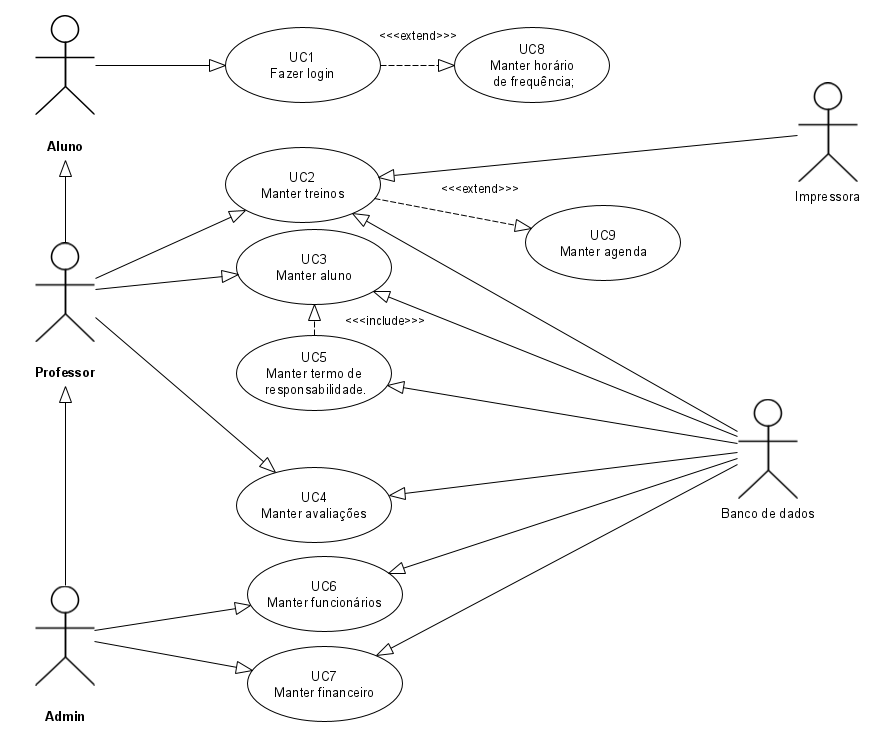 UC1
Fazer login
<<<extend>>>
UC8
Manter horário
de frequência;
Aluno
Impressora
UC2
Manter treinos
<<<extend>>>
UC9
Manter agenda
UC3
Manter aluno
<<<include>>>
Professor
UC5
Manter termo de
responsabilidade.
UC4
Manter avaliações
Banco de dados
UC6
Manter funcionários
UC7
Manter financeiro
Admin